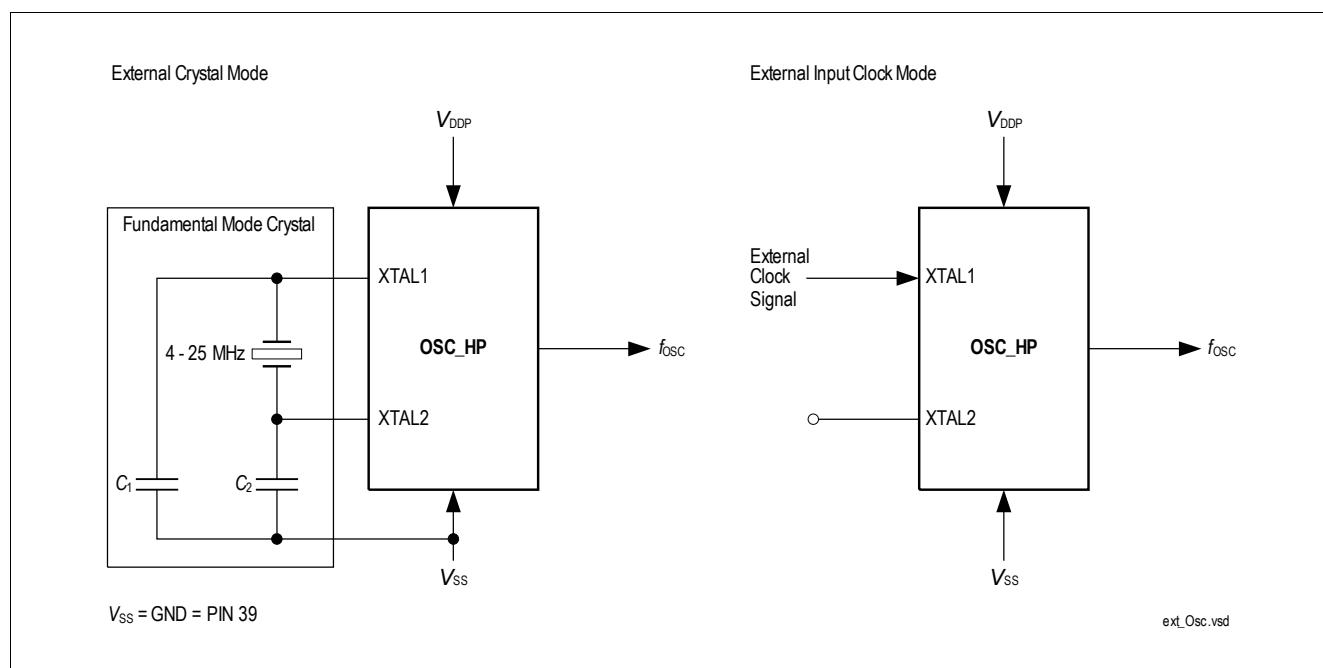 External Crystal Mode
External Input Clock Mode
VDDP
VDDP
Fundamental Mode Crystal
XTAL1
External
Clock
Signal
XTAL1
4 - 25 MHz
OSC_HP
fOSC
OSC_HP
fOSC
XTAL2
XTAL2
C1
C2
VSS
VSS
VSS = GND = PIN 39
ext_Osc.vsd